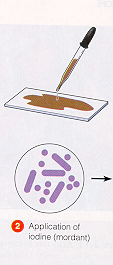 2 Application of
iodine (mordant)